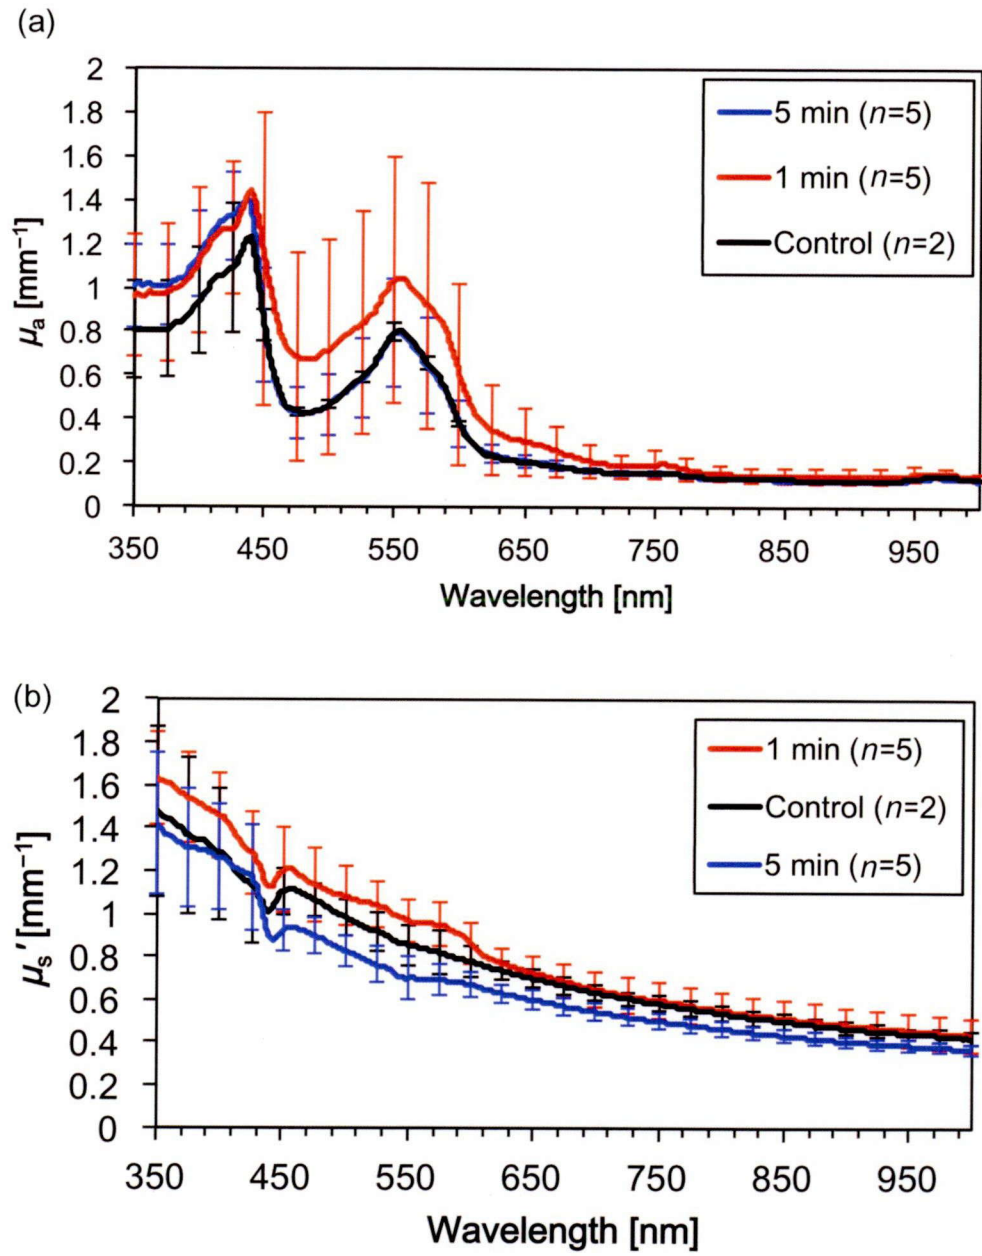 (a)
2
1.8
1.6
1.4
1.2
1
0.8
0.6
0.4
0.2
0
μa [mm−1]
5 min (n=5)
1 min (n=5)
Control (n=2)
350 450 550 650 750 850 950
Wavelength [nm]
(b)
2
1.8
1.6
1.4
1.2
1
0.8
0.6
0.4
0.2
0
μs′ [mm−1]
1 min (n=5)
Control (n=2)
5 min (n=5)
350 450 550 650 750 850 950
Wavelength [nm]